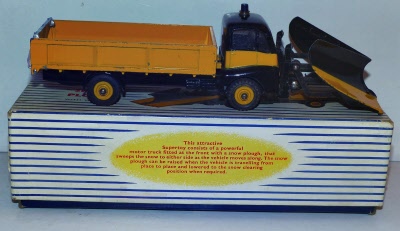 This attractive
Supertoy consists of a powerful
motor truck fitted at the front with a snow plough, that
sweeps the snow to either side as the vehicle moves along. The snow
plough can be raised when the vehicle is travelling from
place to place and lowered to the snow clearing
position when required.